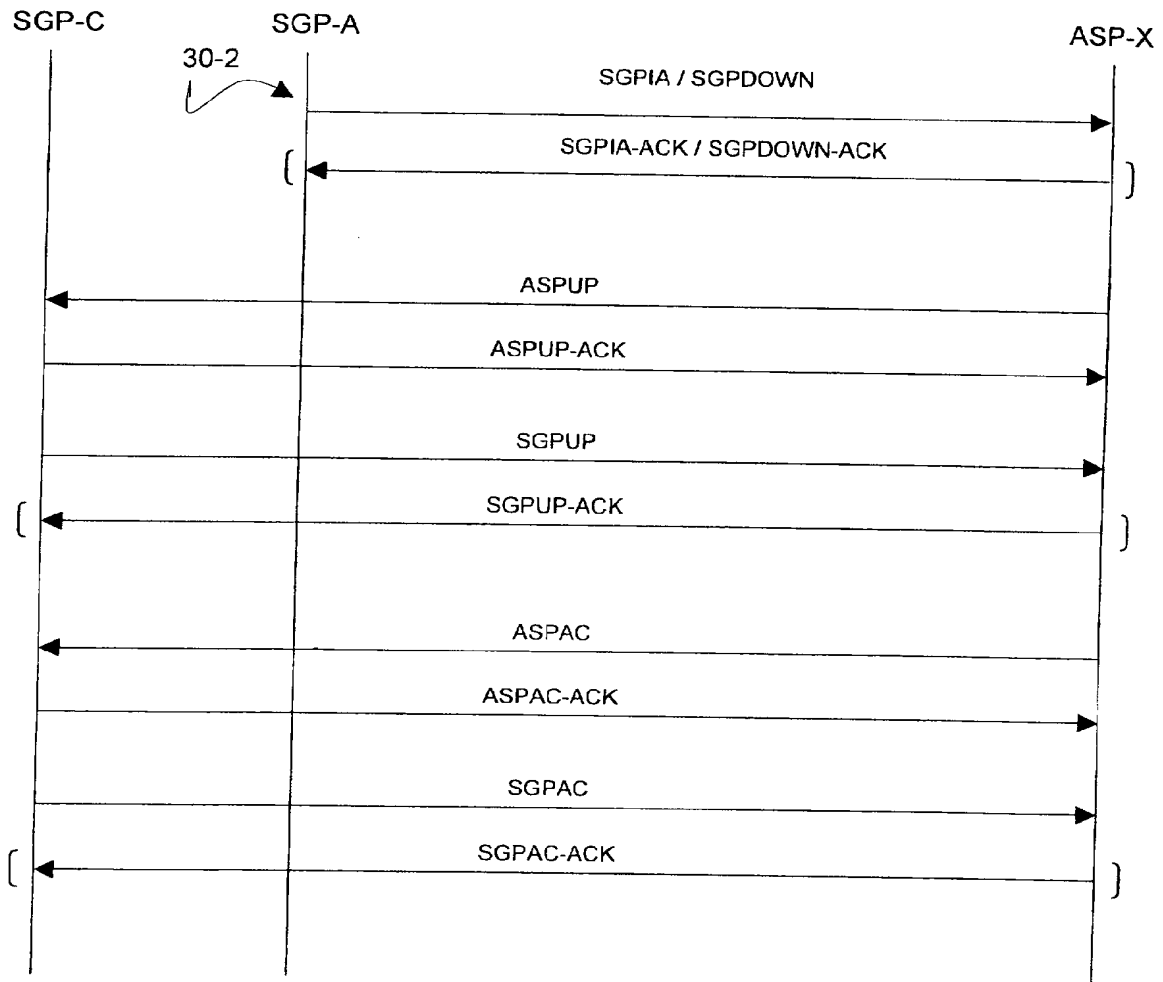 SGP-C
SGP-A
ASP-X
30-2
SGPIA / SGPDOWN
SGPIA-ACK / SGPDOWN-ACK
ASPUP
ASPUP-ACK
SGPUP
SGPUP-ACK
ASPAC
ASPAC-ACK
SGPAC
SGPAC-ACK